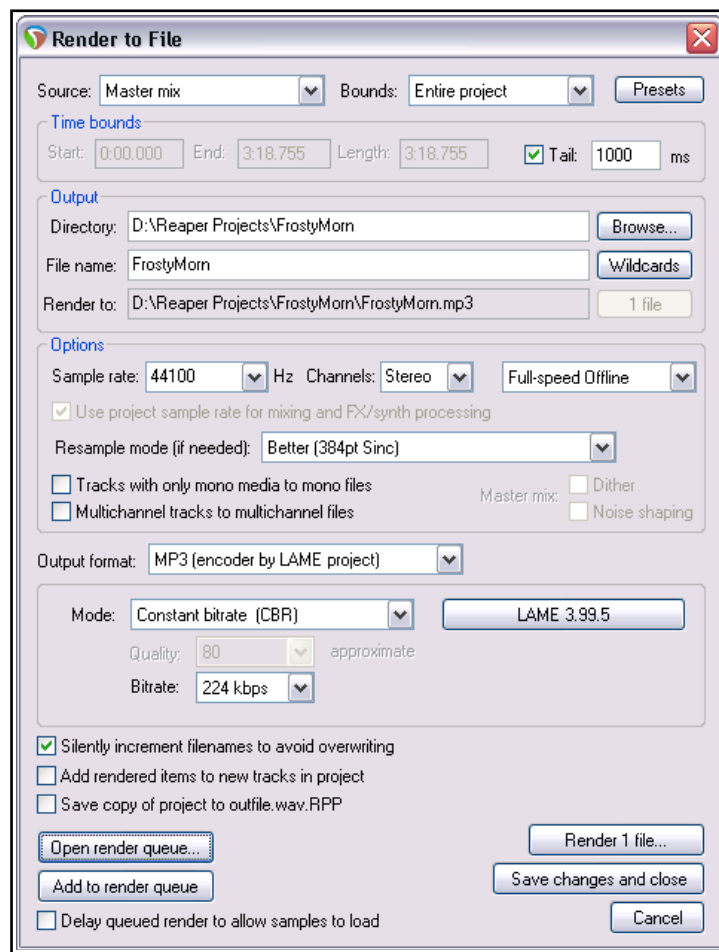 Render to File
Source: Master mix Bounds: Entire project Presets
Time bounds
Start: 0:00.000 End: 3:18.755 Length: 3:18.755 Tail: 1000 ms
Output
Directory: D:\Reaper Projects\FrostyMorn Browse...
File name: FrostyMorn Wildcards
Render to: D:\Reaper Projects\FrostyMorn\FrostyMorn.mp3 1 file
Options
Sample rate: 44100 Hz Channels: Stereo Full-speed Offline
Use project sample rate for mixing and FX/synth processing
Resample mode (if needed): Better (384pt Sinc)
Tracks with only mono media to mono files Master mix: Dither
Multichannel tracks to multichannel files Noise shaping
Output format: MP3 (encoder by LAME project)
Mode: Constant bitrate (CBR) LAME 3.99.5
Quality: 80 approximate
Bitrate: 224 kbps
Silently increment filenames to avoid overwriting
Add rendered items to new tracks in project
Save copy of project to outfile.wav.RPP
Open render queue... Render 1 file...
Add to render queue Save changes and close
Delay queued render to allow samples to load Cancel